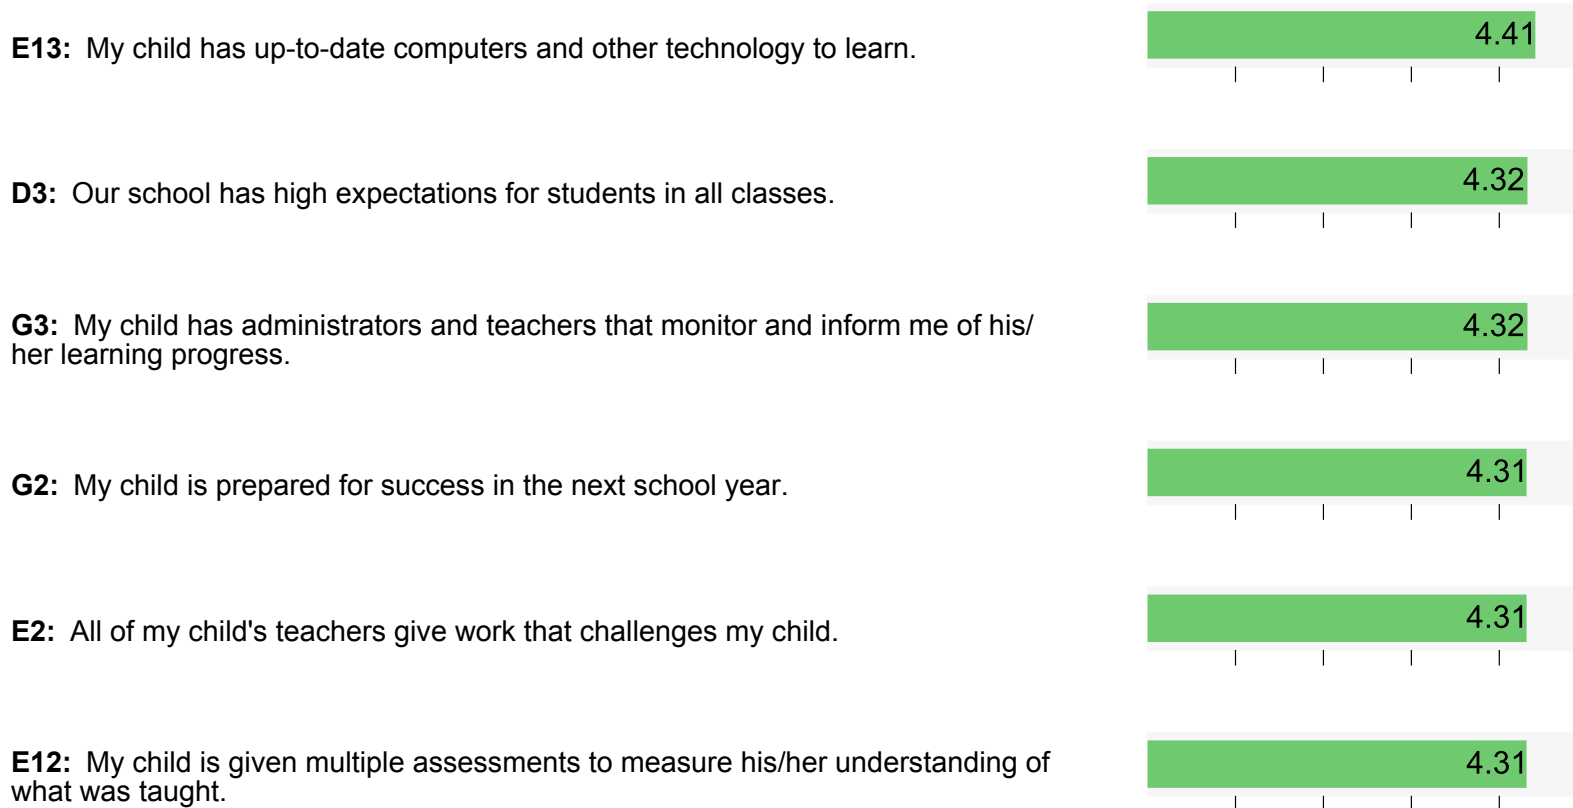 E13: My child has up-to-date computers and other technology to learn.
4.41
D3: Our school has high expectations for students in all classes.
4.32
G3: My child has administrators and teachers that monitor and inform me of his/
her learning progress.
4.32
G2: My child is prepared for success in the next school year.
4.31
E2: All of my child's teachers give work that challenges my child.
4.31
E12: My child is given multiple assessments to measure his/her understanding of
what was taught.
4.31